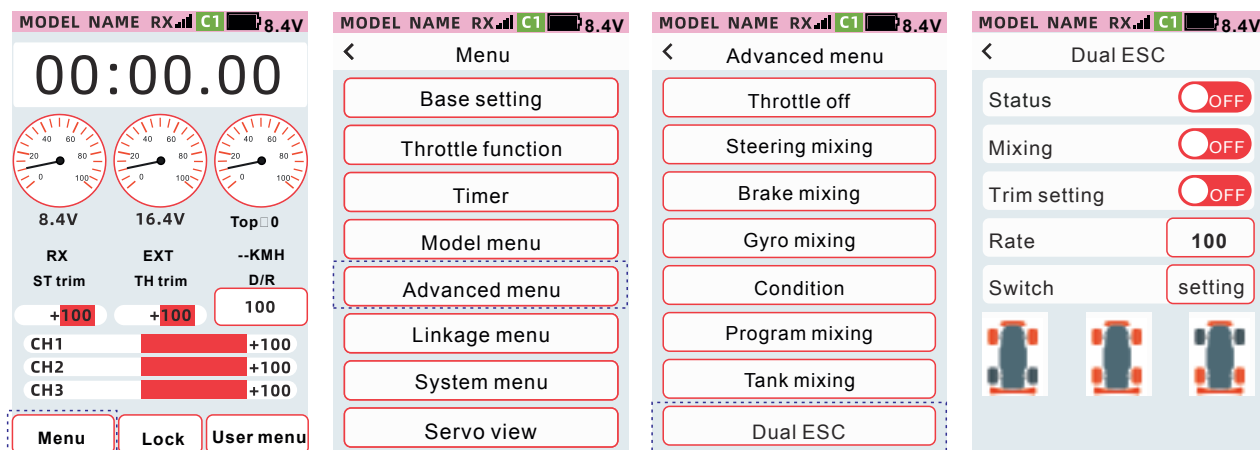 MODEL NAME RX C1 8.4V
00:00.00
0 20 40 60 80 100
0 20 40 60 80 100
0 20 40 60 80 100
8.4V 16.4V Top□0
RX EXT --KMH
ST trim TH trim D/R
+100 +100 100
CH1 +100
CH2 +100
CH3 +100
Menu Lock User menu
MODEL NAME RX C1 8.4V
< Menu
Base setting
Throttle function
Timer
Model menu
Advanced menu
Linkage menu
System menu
Servo view
MODEL NAME RX C1 8.4V
< Advanced menu
Throttle off
Steering mixing
Brake mixing
Gyro mixing
Condition
Program mixing
Tank mixing
Dual ESC
MODEL NAME RX C1 8.4V
< Dual ESC
Status OFF
Mixing OFF
Trim setting OFF
Rate 100
Switch setting